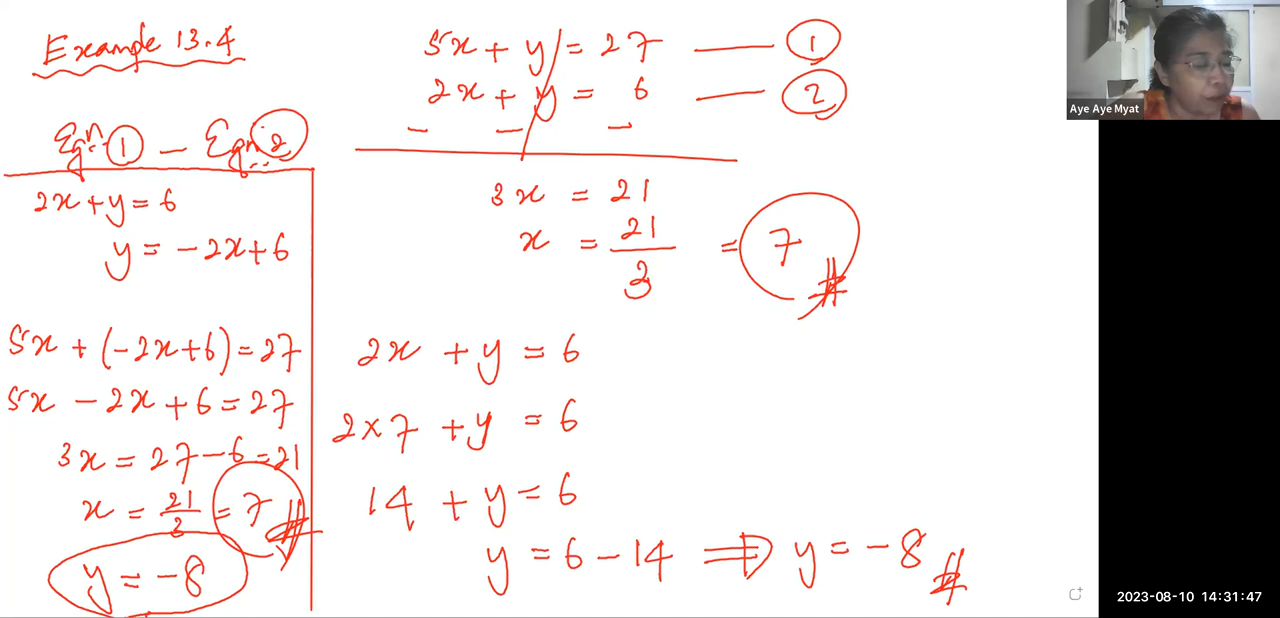 Example 13.4
5x + y = 27 —— ①
2x + y = 6 —— ②
− − −
Eqn ① − Eqn ②
3x = 21
x = 21/3 = 7 #
2x + y = 6
y = −2x + 6
5x + (−2x + 6) = 27
5x − 2x + 6 = 27
3x = 27 − 6 = 21
x = 21/3 = 7 #
y = −8
2x + y = 6
2 × 7 + y = 6
14 + y = 6
y = 6 − 14 ⇒ y = −8 #
Aye Aye Myat
2023-08-10 14:31:47